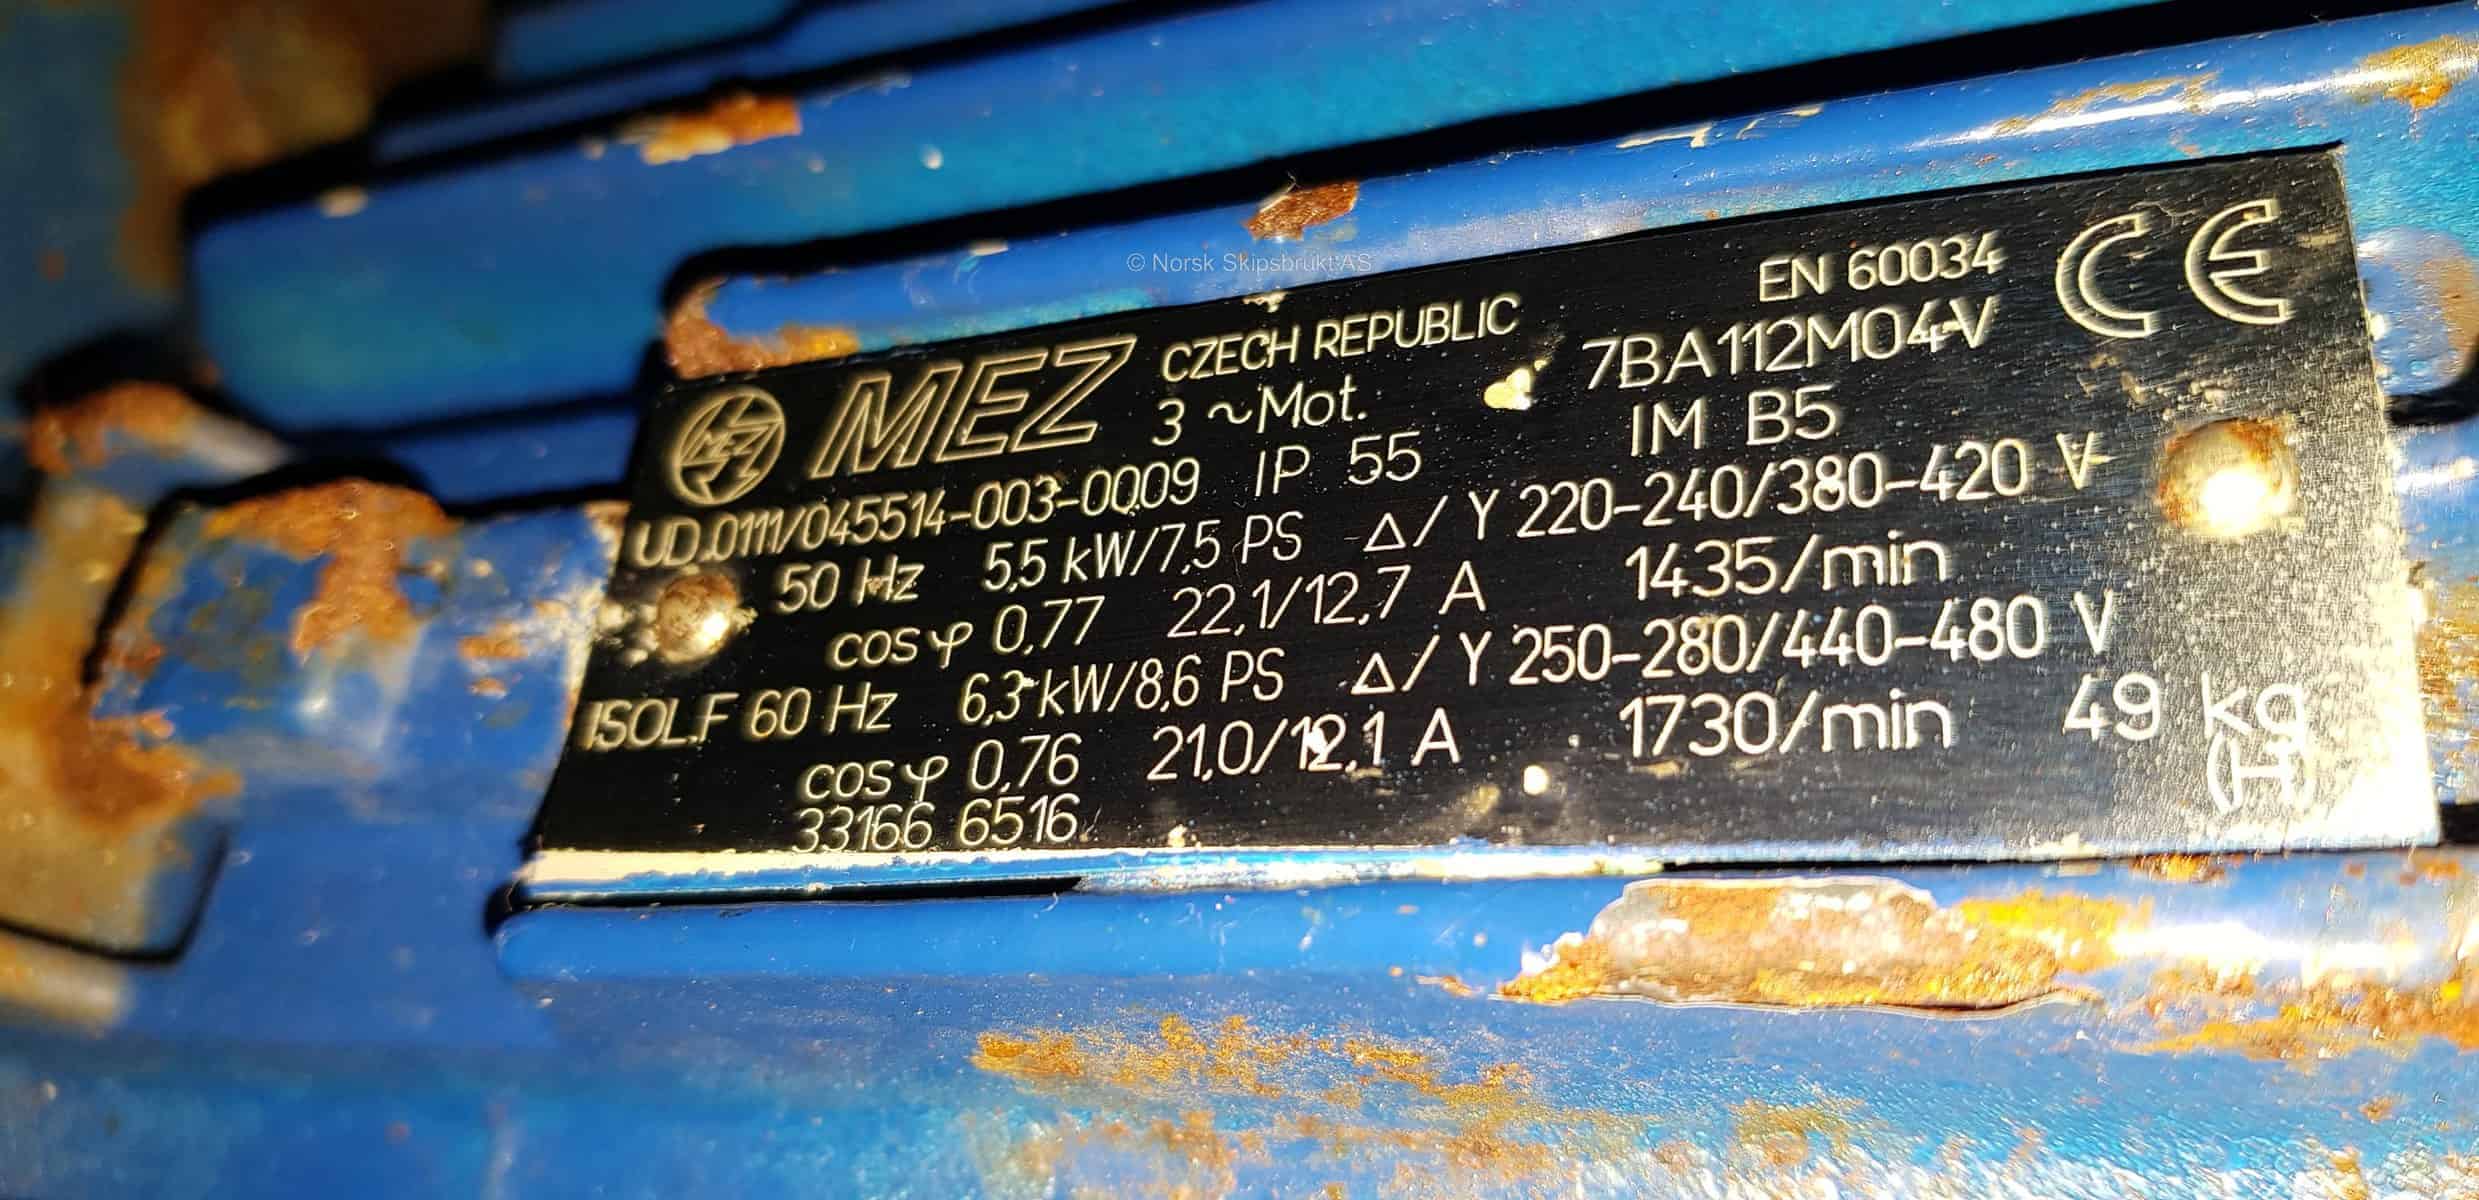 © Norsk Skipsbrukt AS
MEZ
MEZ CZECH REPUBLIC EN 60034 CE
3 ~Mot. 7BA112M04-V
UD.0111/045514-003-0009 IP 55 IM B5
50 Hz 5,5 kW/7,5 PS Δ/Y 220-240/380-420 V
cos φ 0,77 22,1/12,7 A 1435/min
ISOL.F 60 Hz 6,3 kW/8,6 PS Δ/Y 250-280/440-480 V
cos φ 0,76 21,0/12,1 A 1730/min 49 kg
33166 6516 (H)